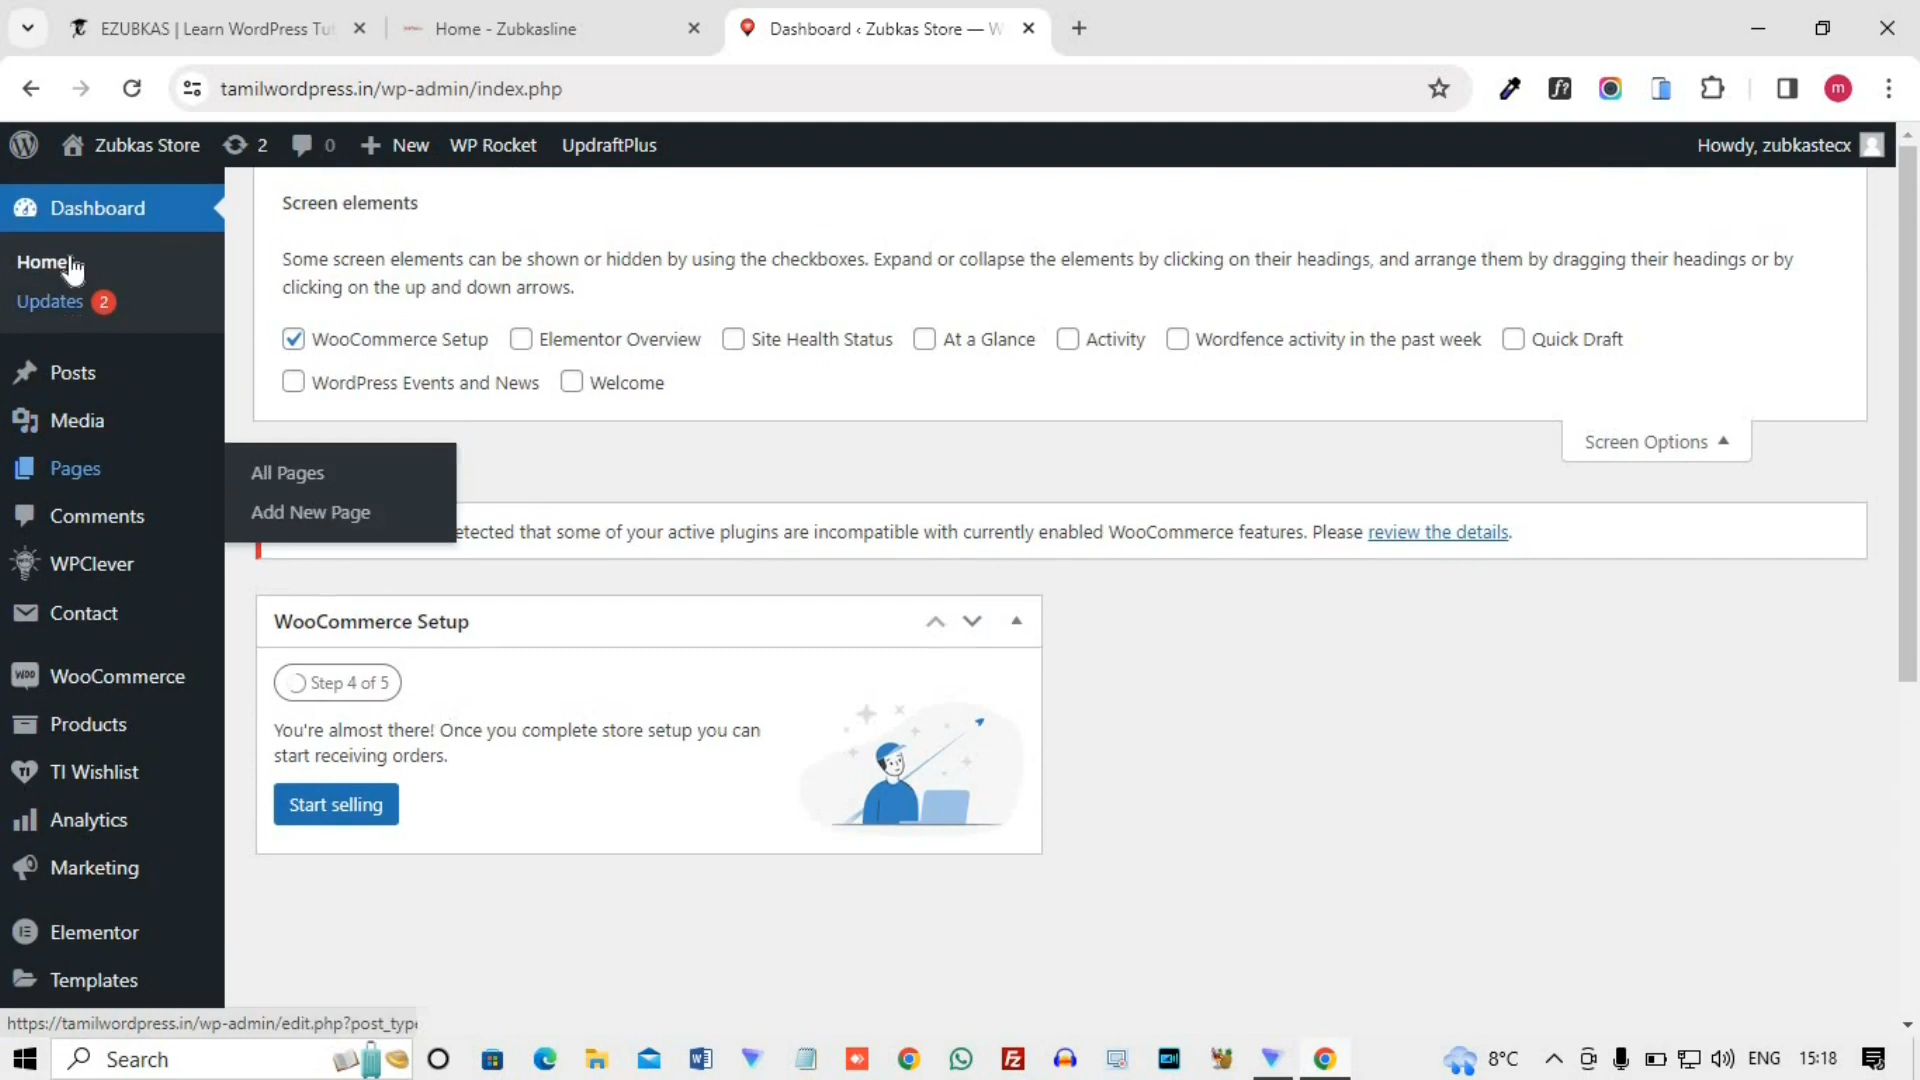 EZUBKAS | Learn WordPress Tu
Home - Zubkasline
Dashboard ‹ Zubkas Store — W
tamilwordpress.in/wp-admin/index.php
f?
m
Zubkas Store
2
0
New
WP Rocket
UpdraftPlus
Howdy, zubkastecx
Dashboard
Home
Updates 2
Posts
Media
Pages
Comments
WPClever
Contact
WooCommerce
Products
TI Wishlist
Analytics
Marketing
Elementor
Templates
All Pages
Add New Page
Screen elements
Some screen elements can be shown or hidden by using the checkboxes. Expand or collapse the elements by clicking on their headings, and arrange them by dragging their headings or by
clicking on the up and down arrows.
WooCommerce Setup Elementor Overview Site Health Status At a Glance Activity Wordfence activity in the past week Quick Draft
WordPress Events and News Welcome
Screen Options
etected that some of your active plugins are incompatible with currently enabled WooCommerce features. Please review the details.
WooCommerce Setup
Step 4 of 5
You're almost there! Once you complete store setup you can
start receiving orders.
Start selling
https://tamilwordpress.in/wp-admin/edit.php?post_type
Search
8°C
ENG
15:18